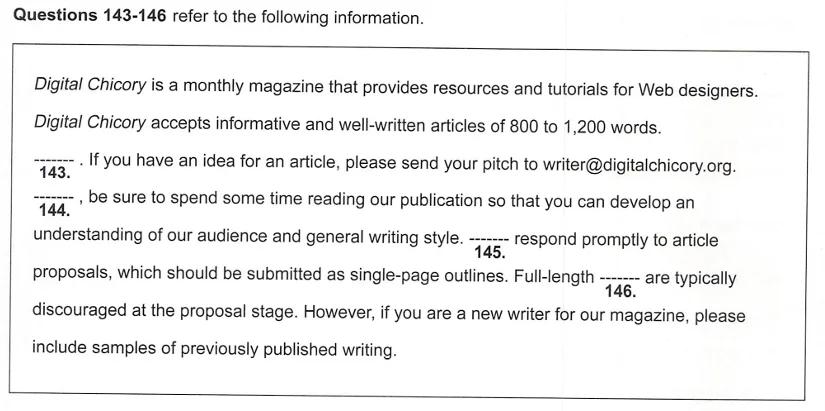 Questions 143-146 refer to the following information.
Digital Chicory is a monthly magazine that provides resources and tutorials for Web designers.
Digital Chicory accepts informative and well-written articles of 800 to 1,200 words.
------- . If you have an idea for an article, please send your pitch to writer@digitalchicory.org.
143.
------- , be sure to spend some time reading our publication so that you can develop an
144.
understanding of our audience and general writing style. ------- respond promptly to article
145.
proposals, which should be submitted as single-page outlines. Full-length ------- are typically
146.
discouraged at the proposal stage. However, if you are a new writer for our magazine, please
include samples of previously published writing.